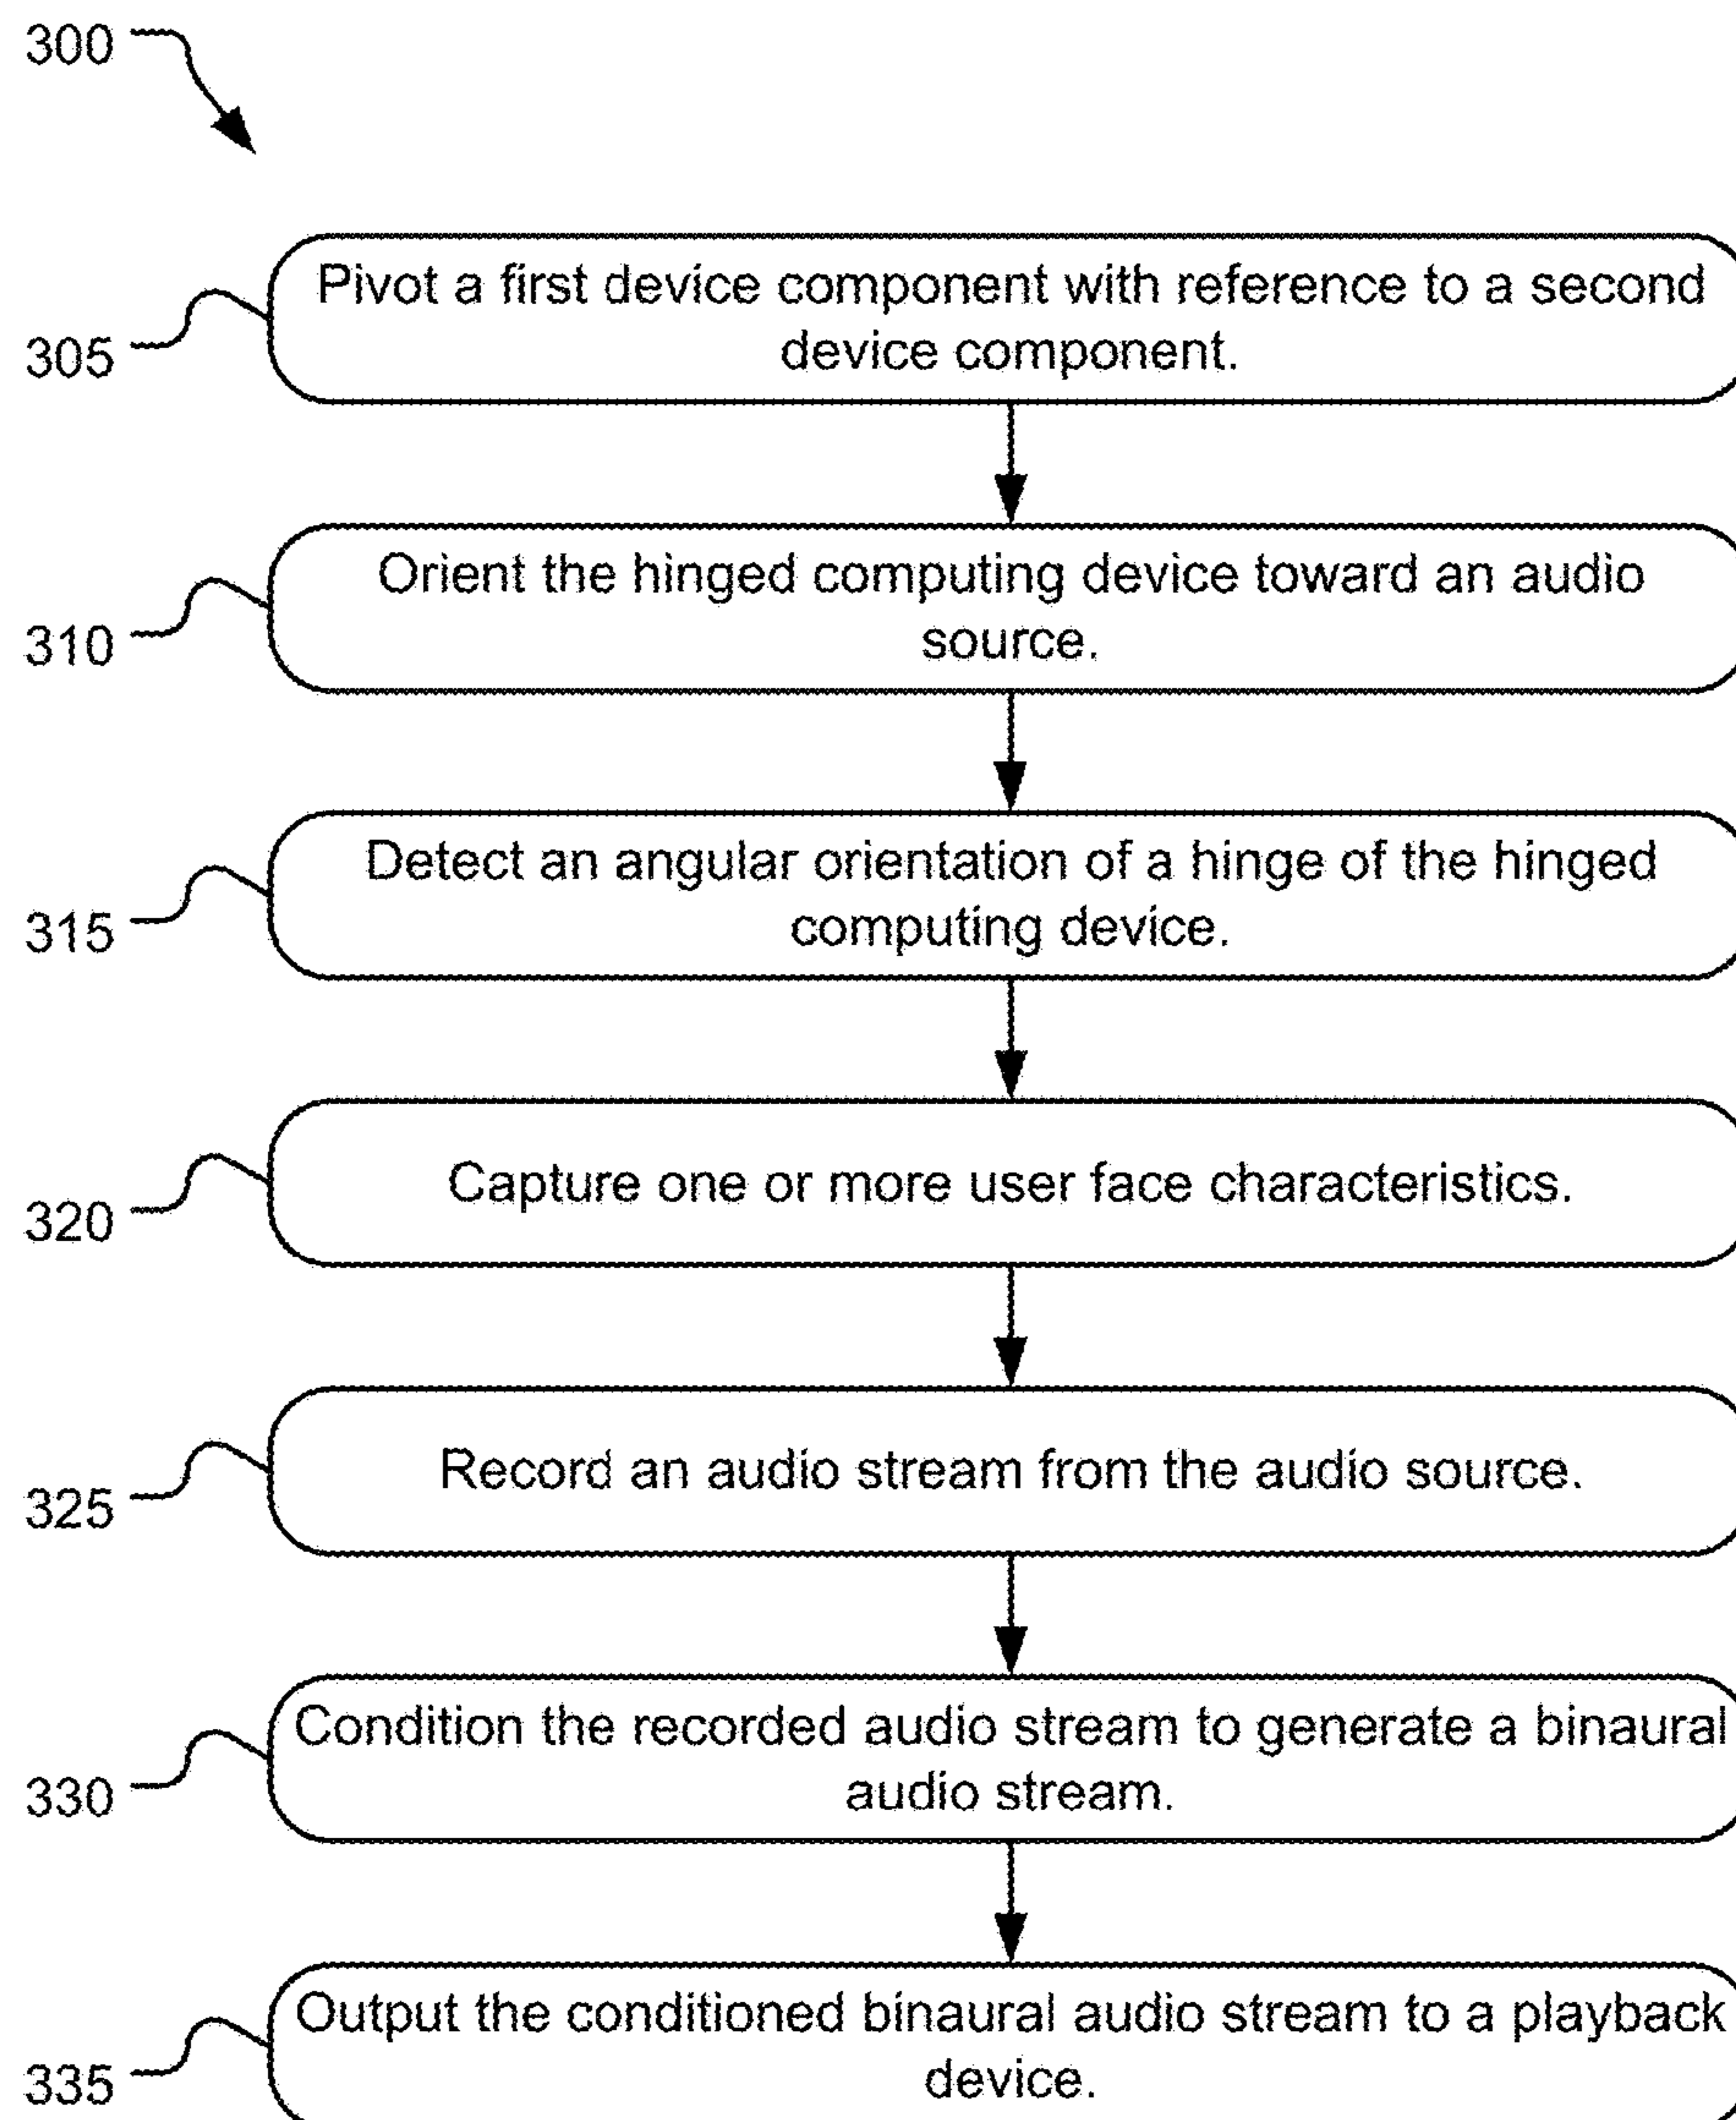 300
Pivot a first device component with reference to a second
device component.
305
Orient the hinged computing device toward an audio
source.
310
Detect an angular orientation of a hinge of the hinged
computing device.
315
Capture one or more user face characteristics.
320
Record an audio stream from the audio source.
325
Condition the recorded audio stream to generate a binaural
audio stream.
330
Output the conditioned binaural audio stream to a playback
device.
335